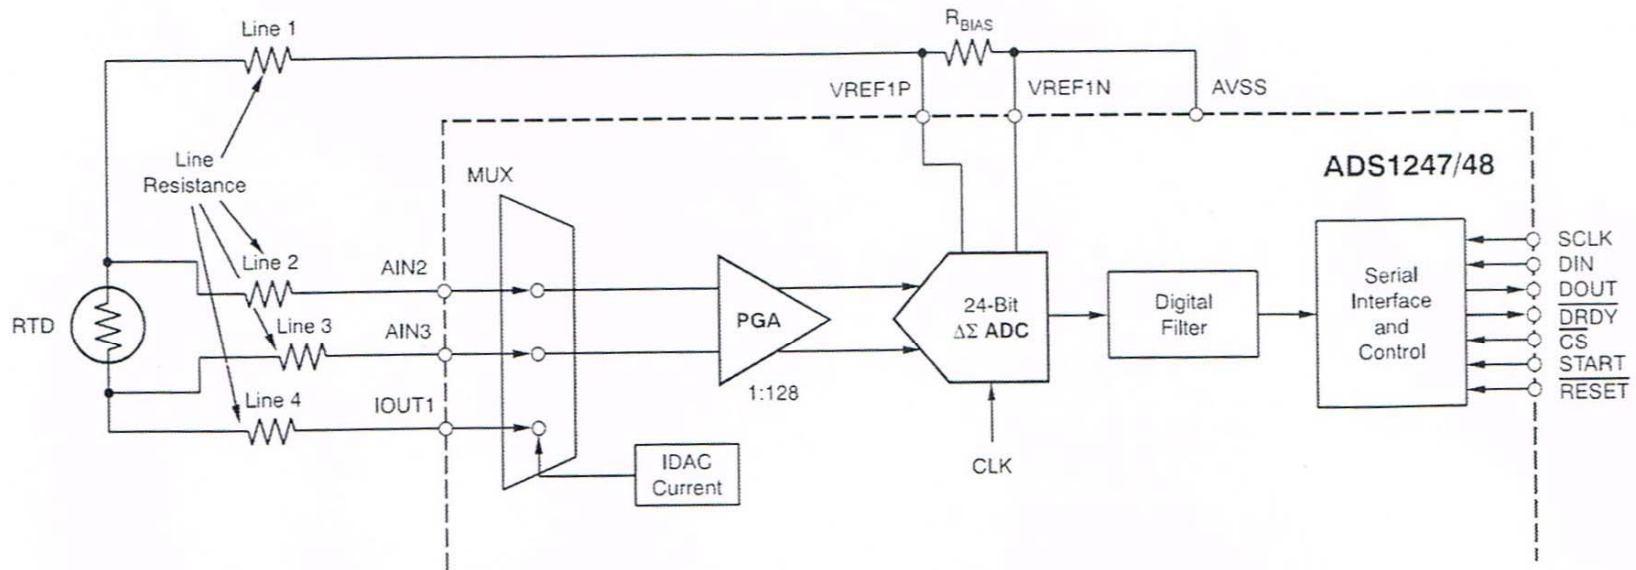 Line 1
R_BIAS
VREF1P
VREF1N
AVSS
Line
Resistance
MUX
ADS1247/48
Line 2
AIN2
SCLK
DIN
DOUT
DRDY
CS
START
RESET
RTD
Line 3
AIN3
PGA
1:128
24-Bit
ΔΣ ADC
Digital
Filter
Serial
Interface
and
Control
Line 4
IOUT1
IDAC
Current
CLK